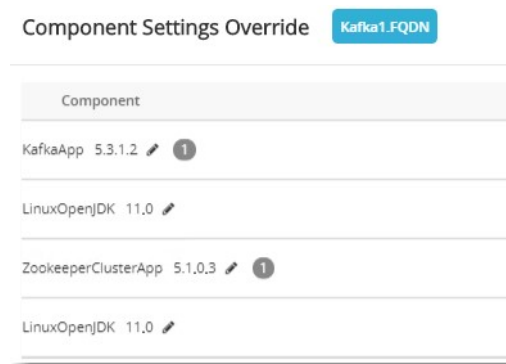 Component Settings Override Kafka1.FQDN
Component
KafkaApp 5.3.1.2 1
LinuxOpenJDK 11.0
ZookeeperClusterApp 5.1.0.3 1
LinuxOpenJDK 11.0